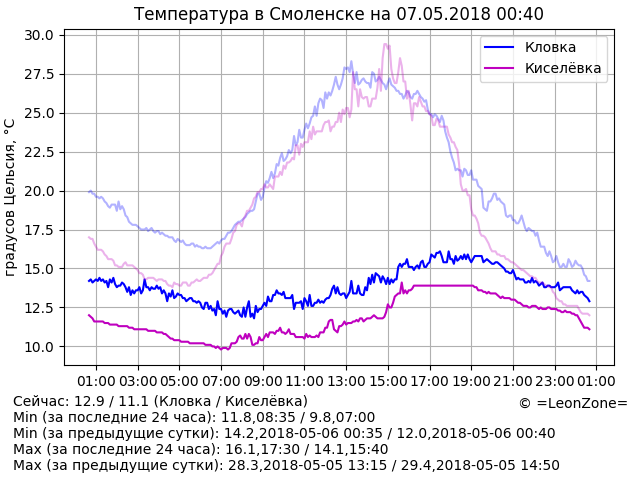 Температура в Смоленске на 07.05.2018 00:40
30.0
27.5
25.0
22.5
20.0
17.5
15.0
12.5
10.0
градусов Цельсия, °C
Кловка
Киселёвка
01:00 03:00 05:00 07:00 09:00 11:00 13:00 15:00 17:00 19:00 21:00 23:00 01:00
Сейчас: 12.9 / 11.1 (Кловка / Киселёвка)
© =LeonZone=
Min (за последние 24 часа): 11.8,08:35 / 9.8,07:00
Min (за предыдущие сутки): 14.2,2018-05-06 00:35 / 12.0,2018-05-06 00:40
Max (за последние 24 часа): 16.1,17:30 / 14.1,15:40
Max (за предыдущие сутки): 28.3,2018-05-05 13:15 / 29.4,2018-05-05 14:50